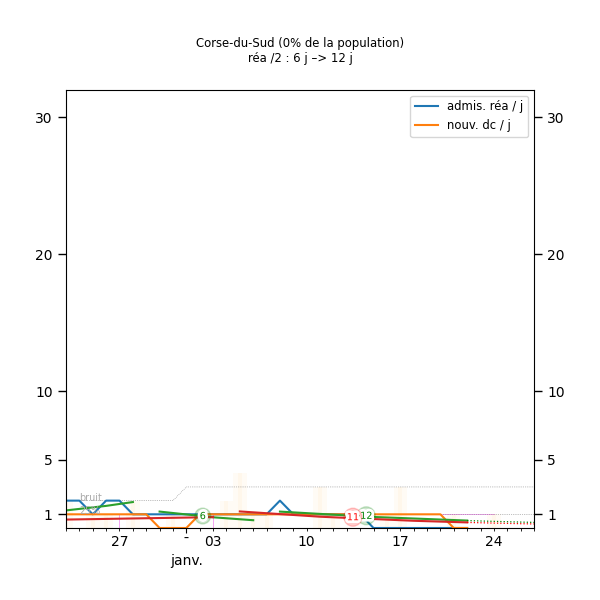 Corse-du-Sud (0% de la population)
réa /2 : 6 j –> 12 j
admis. réa / j
nouv. dc / j
30 30
20 20
10 10
5 5
bruit
6 11 12
1 1
27 - 03 10 17 24
janv.